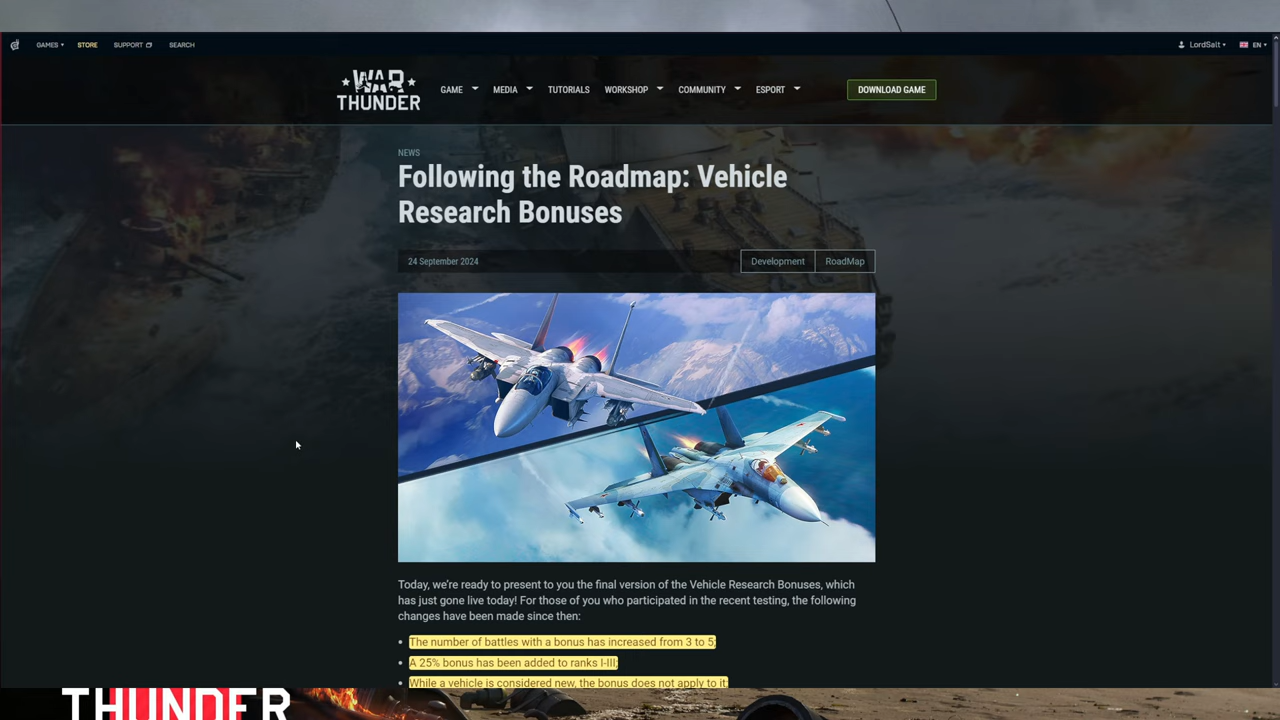 GAMES
STORE
SUPPORT
SEARCH
LordSalt
EN
WAR
THUNDER
GAME
MEDIA
TUTORIALS
WORKSHOP
COMMUNITY
ESPORT
DOWNLOAD GAME
NEWS
Following the Roadmap: Vehicle
Research Bonuses
24 September 2024
Development
RoadMap
Today, we're ready to present to you the final version of the Vehicle Research Bonuses, which
has just gone live today! For those of you who participated in the recent testing, the following
changes have been made since then:
• The number of battles with a bonus has increased from 3 to 5;
• A 25% bonus has been added to ranks I-III;
• While a vehicle is considered new, the bonus does not apply to it;
THUNDER